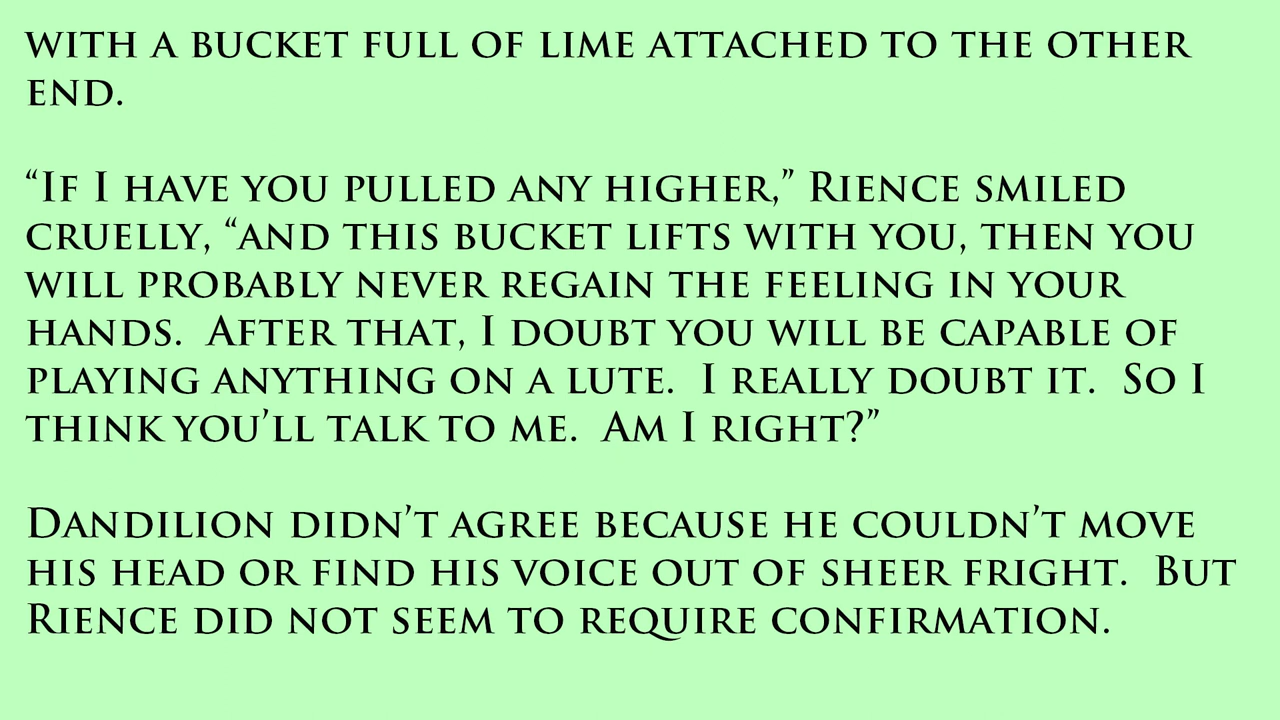 with a bucket full of lime attached to the other
end.
“If I have you pulled any higher,” Rience smiled
cruelly, “and this bucket lifts with you, then you
will probably never regain the feeling in your
hands.  After that, I doubt you will be capable of
playing anything on a lute.  I really doubt it.  So I
think you’ll talk to me.  Am I right?”
Dandilion didn’t agree because he couldn’t move
his head or find his voice out of sheer fright.  But
Rience did not seem to require confirmation.